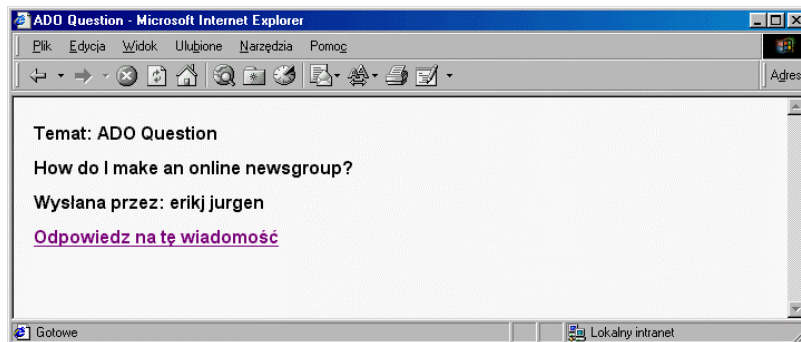 ADO Question - Microsoft Internet Explorer
Plik Edycja Widok Ulubione Narzędzia Pomoc
Adres
Temat: ADO Question
How do I make an online newsgroup?
Wysłana przez: erikj jurgen
Odpowiedz na tę wiadomość
Gotowe Lokalny intranet